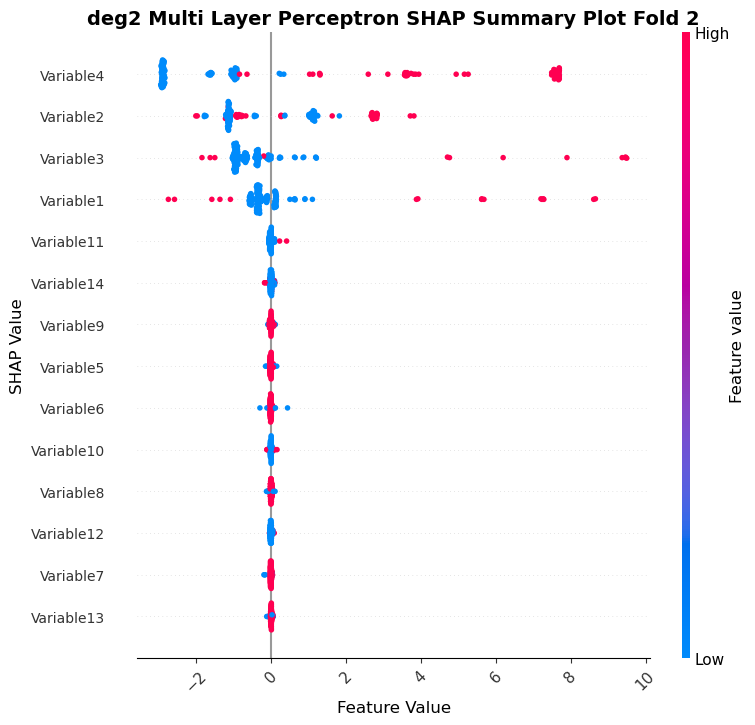 deg2 Multi Layer Perceptron SHAP Summary Plot Fold 2
High
Variable4
Variable2
Variable3
Variable1
Variable11
Variable14
Variable9
Variable5
Variable6
Variable10
Variable8
Variable12
Variable7
Variable13
SHAP Value
Feature value
Low
−2
0
2
4
6
8
10
Feature Value